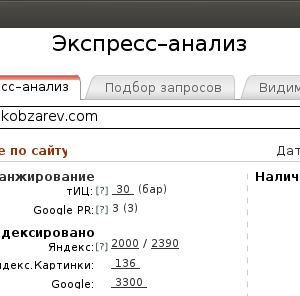 Экспресс–анализ
сс–анализ Подбор запросов Видим
kobzarev.com
е по сайту Дат
анжирование Налич
тИЦ: [?] 30 (бар)
Google PR: [?] 3 (3)
дексировано
Яндекс: [?] 2000 / 2390
ндекс.Картинки: 136
Google: 3300